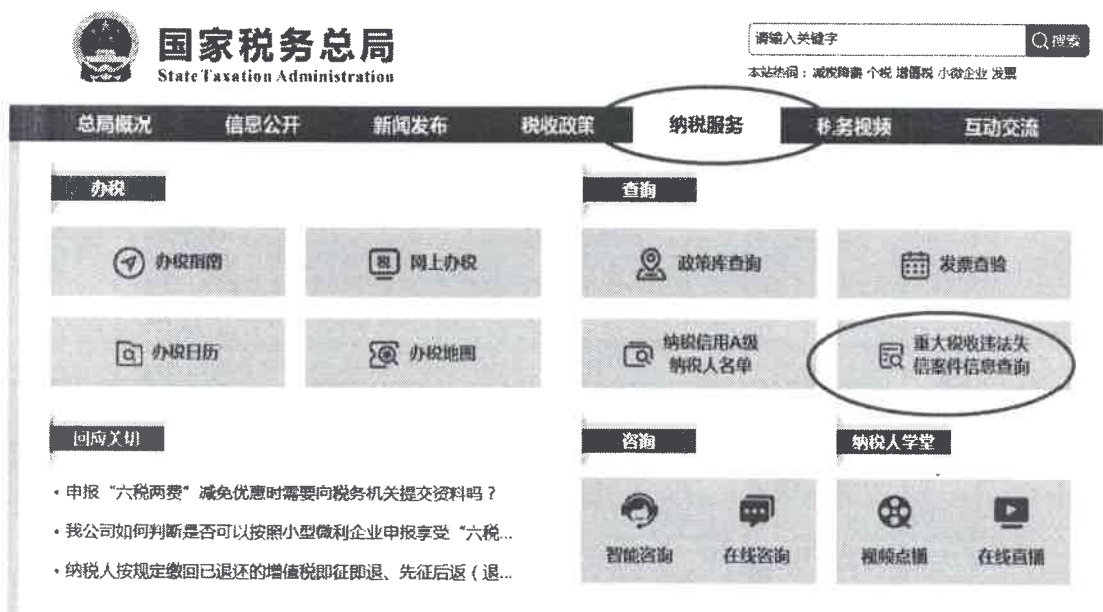 国家税务总局
State Taxation Administration
请输入关键字
搜索
本站热词：减税降费 个税 增值税 小微企业 发票
总局概况 信息公开 新闻发布 税收政策 纳税服务 税务视频 互动交流
办税
查询
办税指南
网上办税
税
政策库查询
发票查验
办税日历
办税地图
纳税信用A级
纳税人名单
重大税收违法失
信案件信息查询
回应关切
咨询
纳税人学堂
• 申报“六税两费”减免优惠时需要向税务机关提交资料吗？
• 我公司如何判断是否可以按照小型微利企业申报享受“六税...
• 纳税人按规定缴回已退还的增值税即征即退、先征后返（退...
智能咨询
在线咨询
视频点播
在线直播